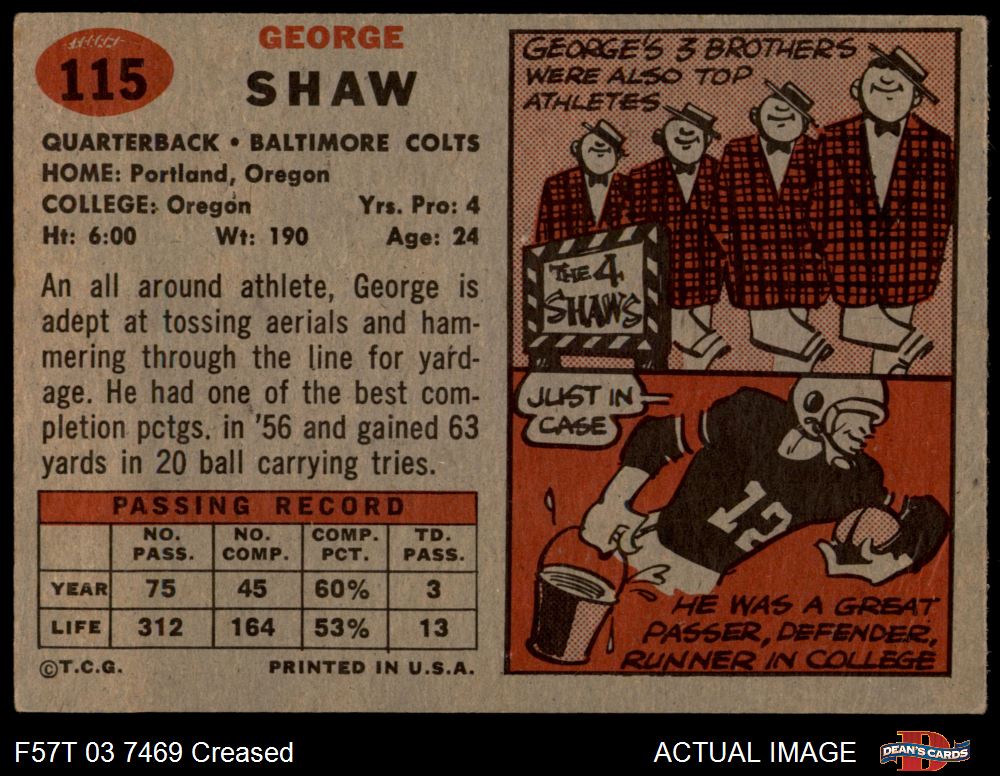 115
GEORGE
SHAW
QUARTERBACK • BALTIMORE COLTS
HOME: Portland, Oregon
COLLEGE: Oregon Yrs. Pro: 4
Ht: 6:00 Wt: 190 Age: 24
An all around athlete, George is
adept at tossing aerials and ham-
mering through the line for yard-
age. He had one of the best com-
pletion pctgs. in '56 and gained 63
yards in 20 ball carrying tries.
PASSING RECORD
NO. PASS. NO. COMP. COMP. PCT. TD. PASS.
YEAR 75 45 60% 3
LIFE 312 164 53% 13
©T.C.G. PRINTED IN U.S.A.
GEORGE'S 3 BROTHERS
WERE ALSO TOP
ATHLETES
THE 4
SHAWS
JUST IN
CASE
12
HE WAS A GREAT
PASSER, DEFENDER,
RUNNER IN COLLEGE
F57T 03 7469 Creased
ACTUAL IMAGE
D
DEAN'S CARDS